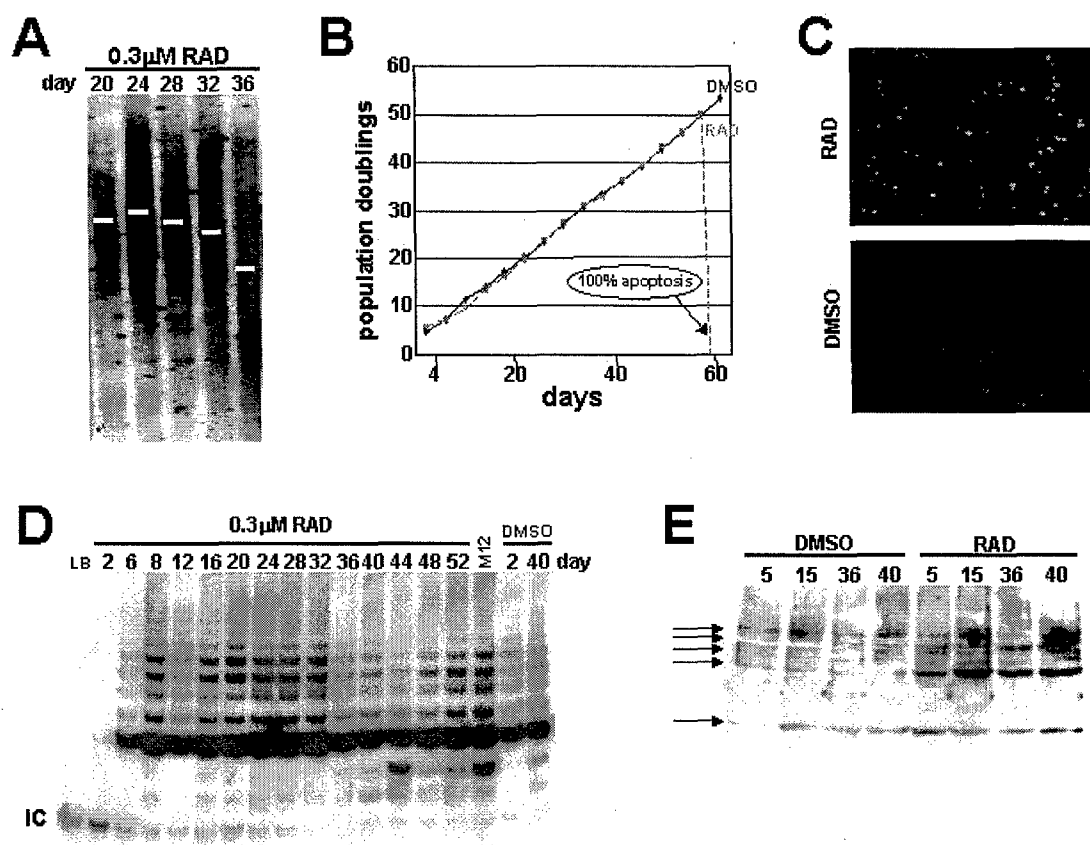 A
0.3µM RAD
day 20 24 28 32 36
B
population doublings
60
50
40
30
20
10
0
DMSO
RAD
100% apoptosis
4 20 40 60
days
C
RAD
DMSO
D
0.3µM RAD
M12
DMSO
LB 2 6 8 12 16 20 24 28 32 36 40 44 48 52 2 40 day
IC
E
DMSO RAD
5 15 36 40 5 15 36 40